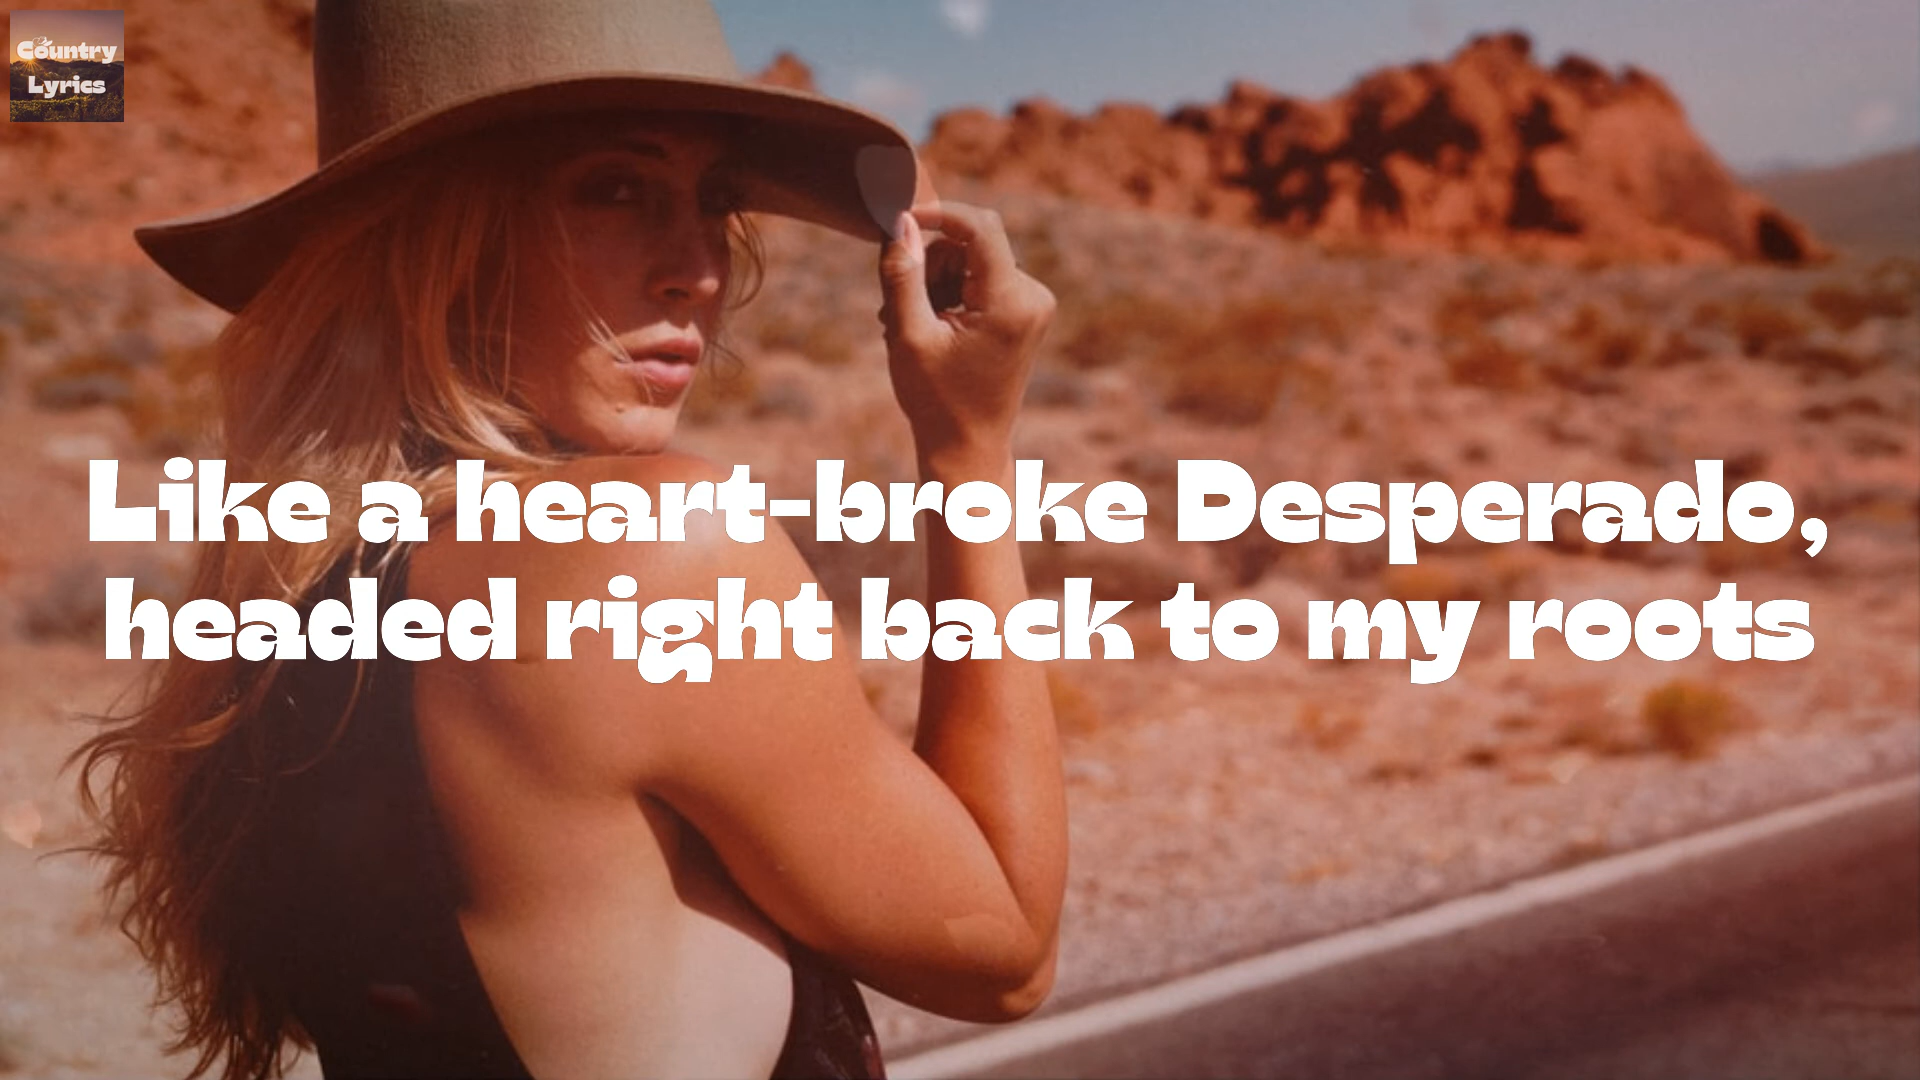 Country
Lyrics
Like a heart-broke Desperado,
headed right back to my roots